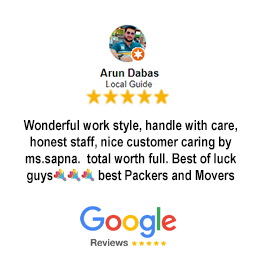 Arun Dabas
Local Guide
Wonderful work style, handle with care,
honest staff, nice customer caring by
ms.sapna.  total worth full. Best of luck
guys💐💐💐 best Packers and Movers
Google
Reviews